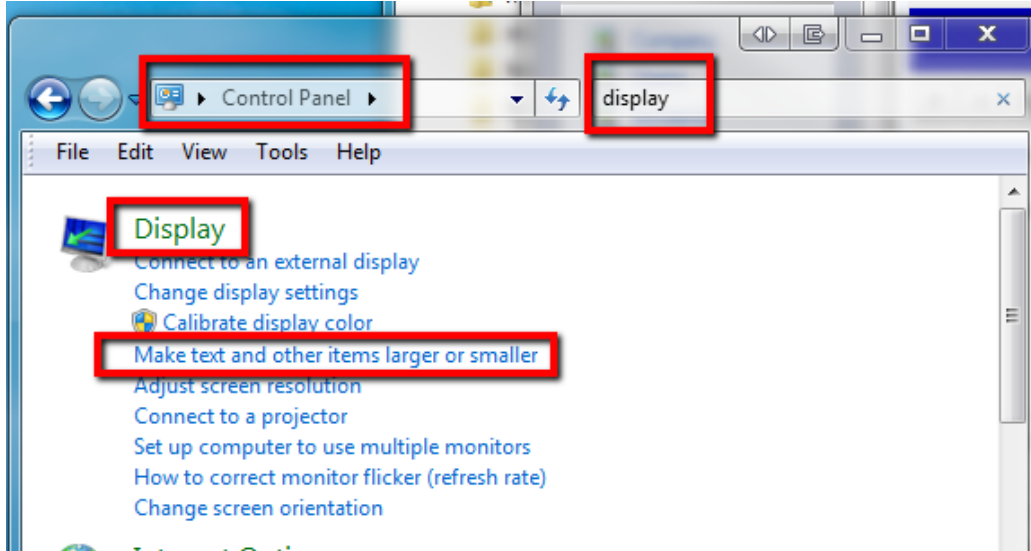 Control Panel
display
File Edit View Tools Help
Display
Connect to an external display
Change display settings
Calibrate display color
Make text and other items larger or smaller
Adjust screen resolution
Connect to a projector
Set up computer to use multiple monitors
How to correct monitor flicker (refresh rate)
Change screen orientation